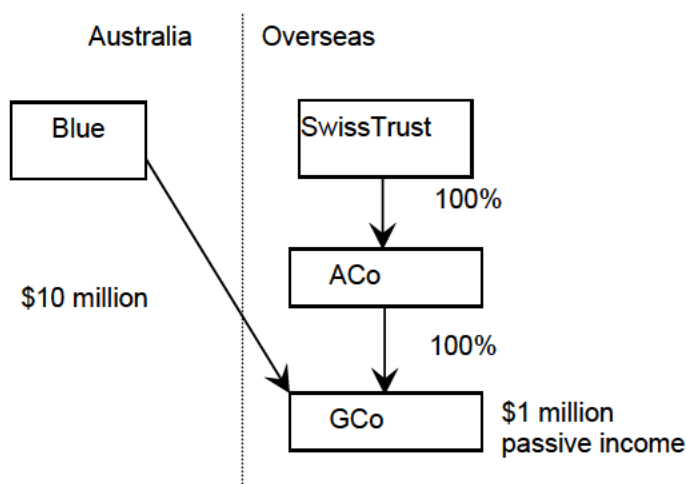 Australia
Overseas
Blue
SwissTrust
100%
ACo
$10 million
100%
GCo
$1 million
passive income